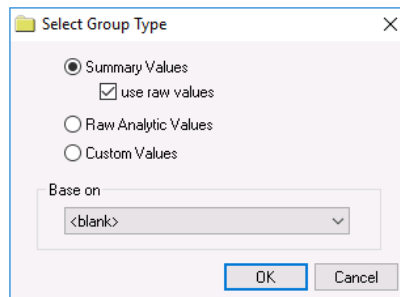 Select Group Type
Summary Values
use raw values
Raw Analytic Values
Custom Values
Base on
<blank>
OK Cancel